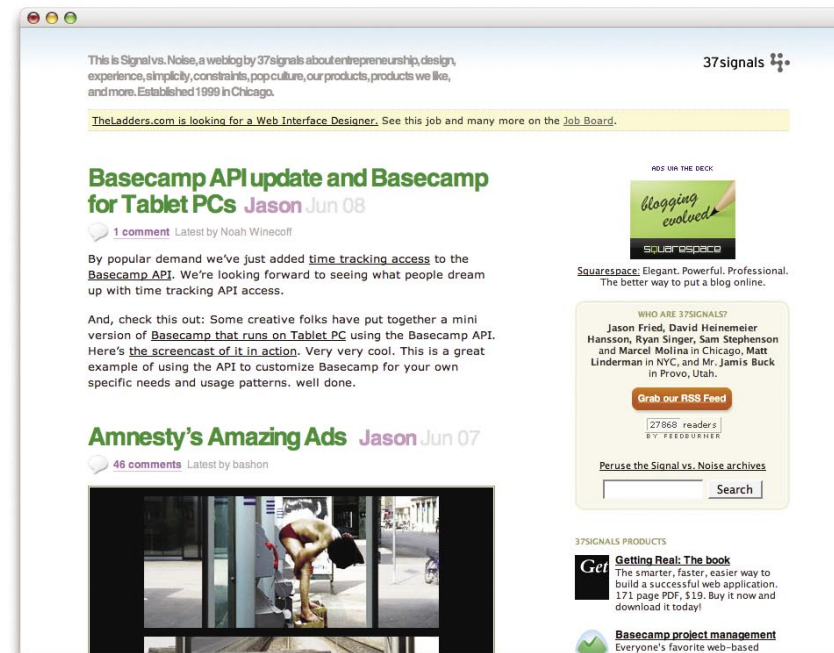 This is Signal vs. Noise, a weblog by 37signals about entrepreneurship, design,
experience, simplicity, constraints, pop culture, our products, products we like,
and more. Established 1999 in Chicago.
37signals
TheLadders.com is looking for a Web Interface Designer. See this job and many more on the Job Board.
Basecamp API update and Basecamp
for Tablet PCs Jason Jun 08
1 comment Latest by Noah Winecoff
By popular demand we've just added time tracking access to the
Basecamp API. We're looking forward to seeing what people dream
up with time tracking API access.
And, check this out: Some creative folks have put together a mini
version of Basecamp that runs on Tablet PC using the Basecamp API.
Here's the screencast of it in action. Very very cool. This is a great
example of using the API to customize Basecamp for your own
specific needs and usage patterns. well done.
Amnesty's Amazing Ads Jason Jun 07
46 comments Latest by bashon
ADS VIA THE DECK
blogging
evolved
squarespace
Squarespace: Elegant. Powerful. Professional.
The better way to put a blog online.
WHO ARE 37SIGNALS?
Jason Fried, David Heinemeier
Hansson, Ryan Singer, Sam Stephenson
and Marcel Molina in Chicago, Matt
Linderman in NYC, and Mr. Jamis Buck
in Provo, Utah.
Grab our RSS Feed
27868 readers
BY FEEDBURNER
Peruse the Signal vs. Noise archives
Search
37SIGNALS PRODUCTS
Get
Getting Real: The book
The smarter, faster, easier way to
build a successful web application.
171 page PDF, $19. Buy it now and
download it today!
Basecamp project management
Everyone's favorite web-based